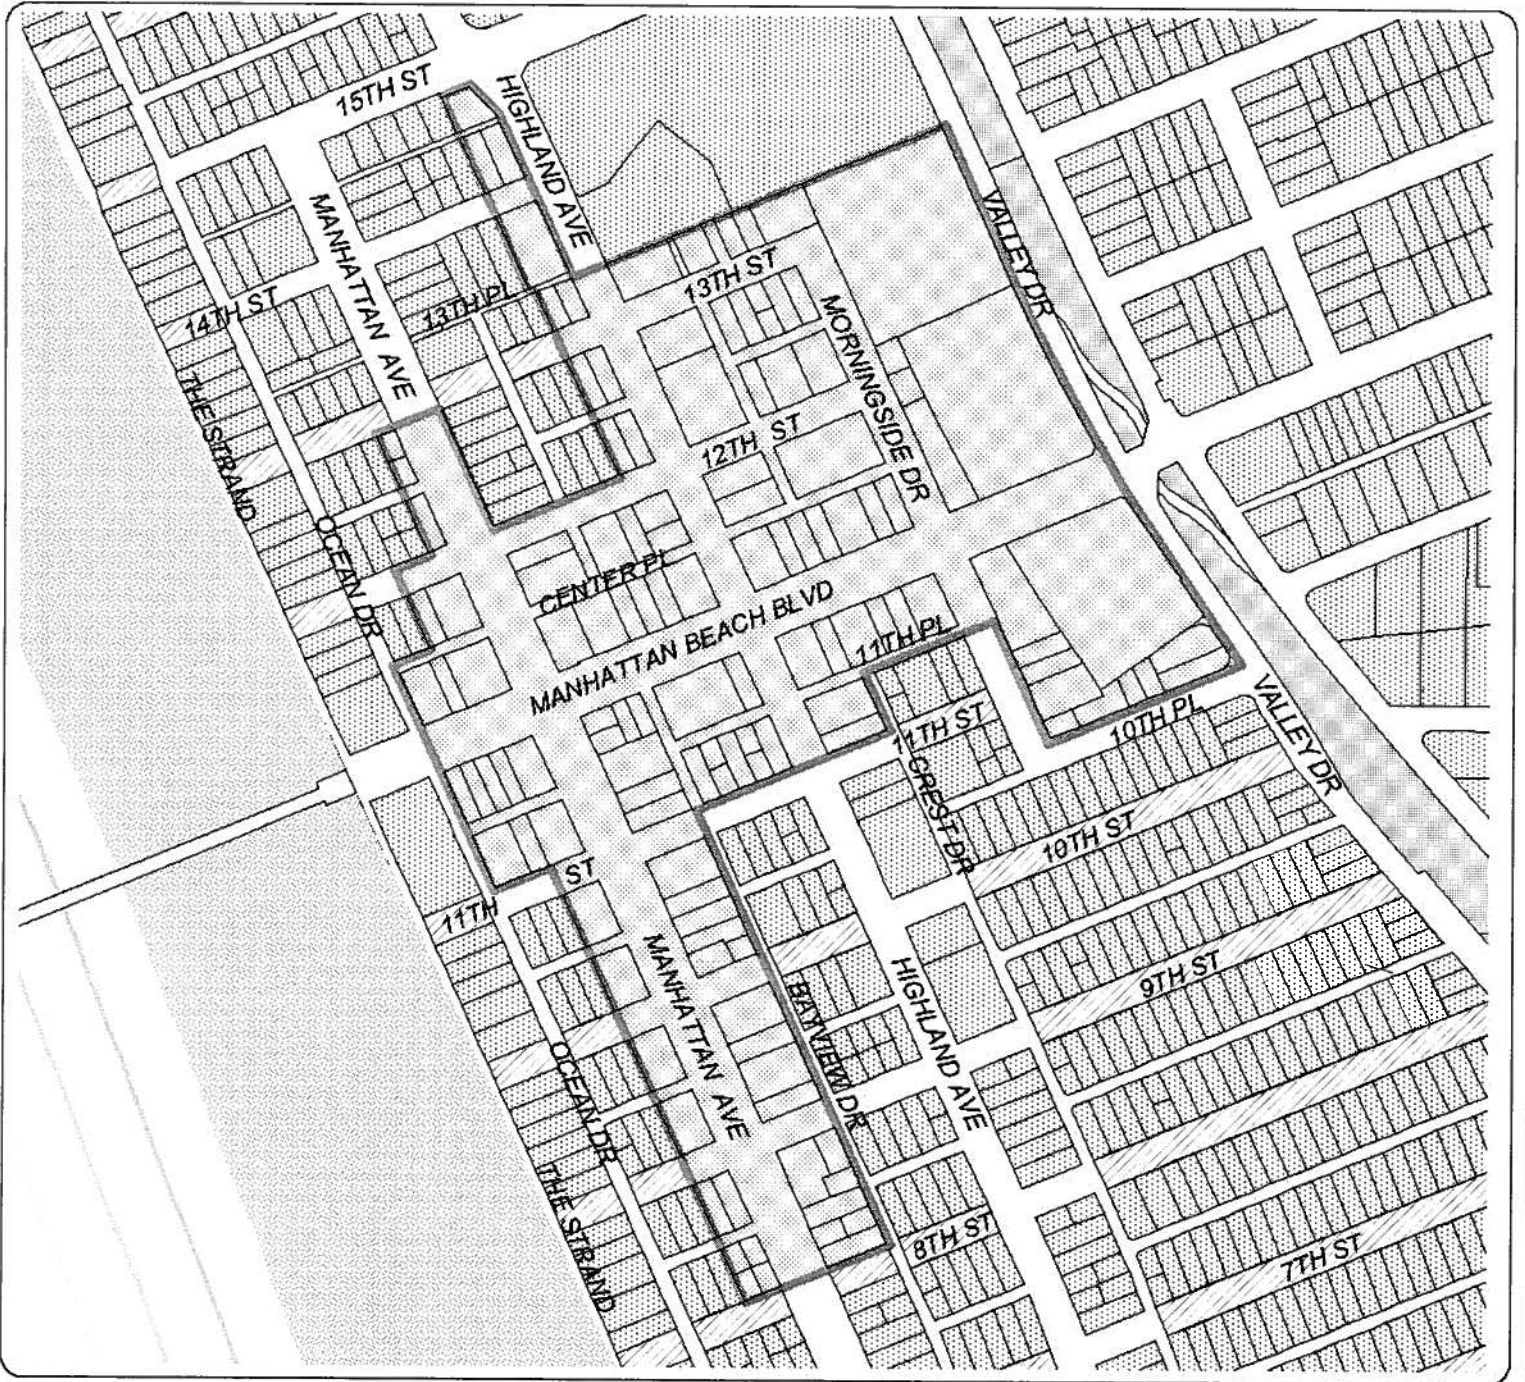 15TH ST
HIGHLAND AVE
MANHATTAN AVE
VALLEY DR
13TH ST
14TH ST
13TH PL
MORNINGSIDE DR
THE STRAND
12TH ST
OCEAN DR
CENTER PL
MANHATTAN BEACH BLVD
11TH PL
11TH ST
10TH PL
VALLEY DR
CREST DR
10TH ST
11TH ST
MANHATTAN AVE
HIGHLAND AVE
9TH ST
BAYVIEW DR
OCEAN DR
THE STRAND
8TH ST
7TH ST